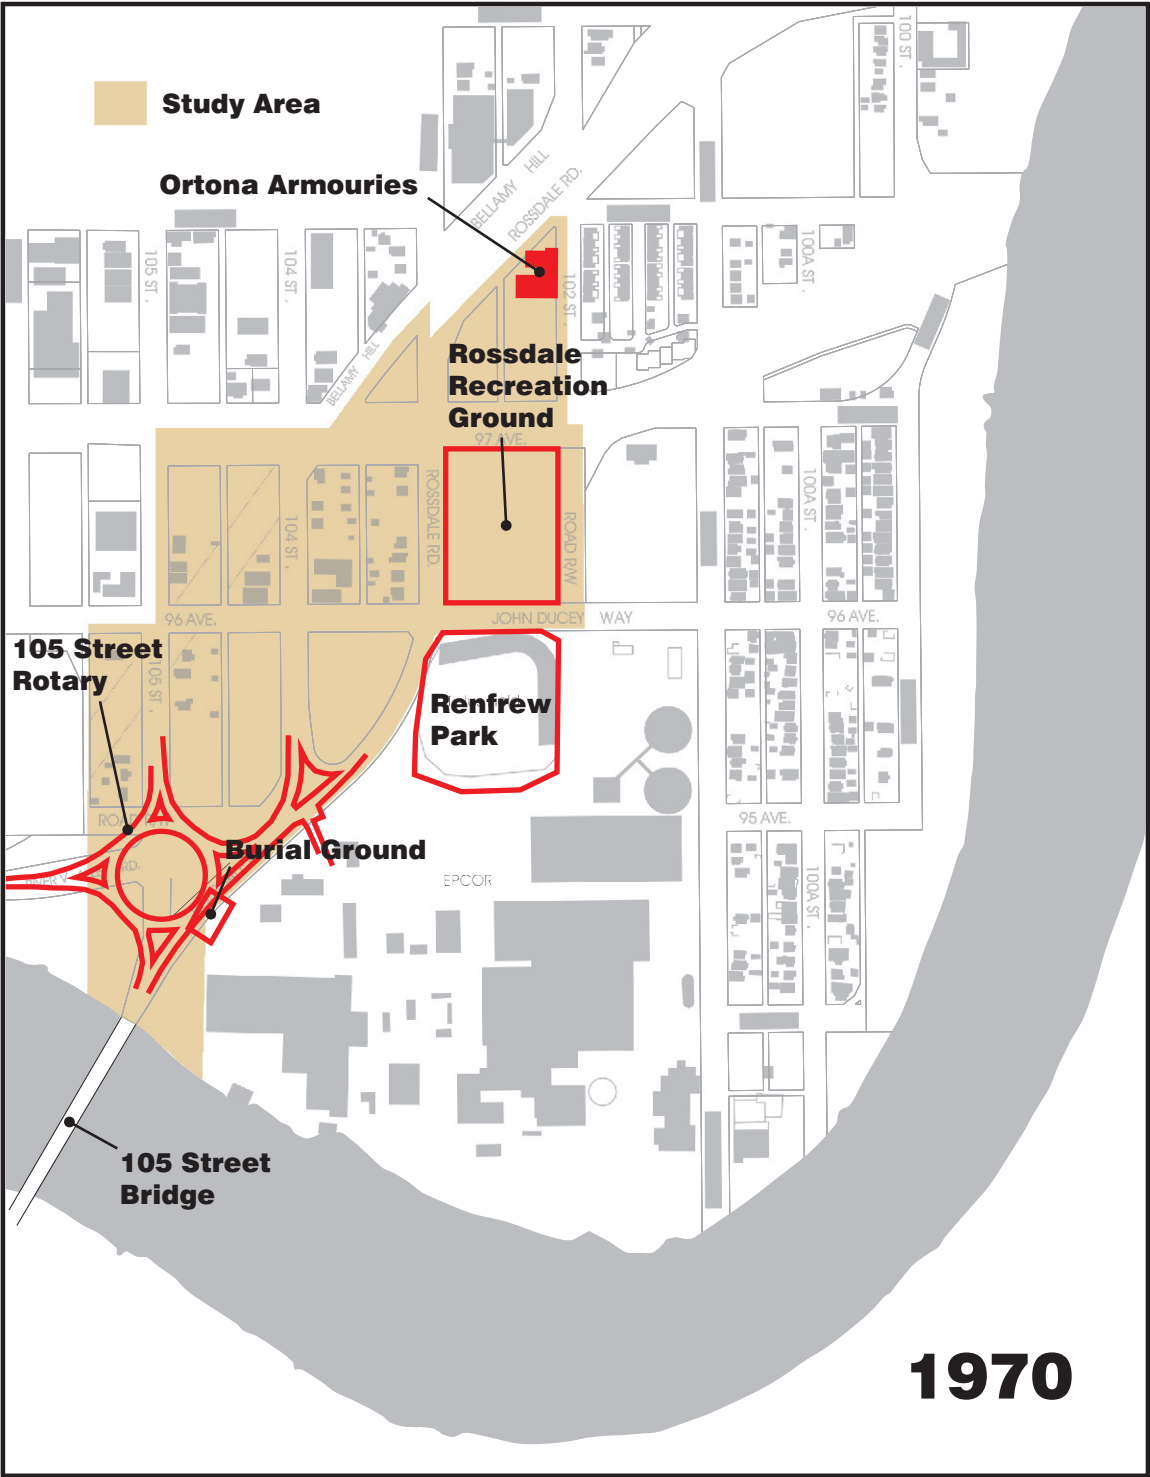 100 ST.
Study Area
BELLAMY HILL
ROSSDALE RD.
Ortona Armouries
105 ST.
104 ST.
102 ST.
100A ST.
BELLAMY HILL
Rossdale
Recreation
Ground
97 AVE.
104 ST.
ROSSDALE RD.
ROAD R/W
100A ST.
96 AVE.
JOHN DUCEY WAY
96 AVE.
105 Street
Rotary
105 ST.
Renfrew
Park
ROAD R/W
95 AVE.
Burial Ground
RD.
EPCOR
100A ST.
105 Street
Bridge
1970